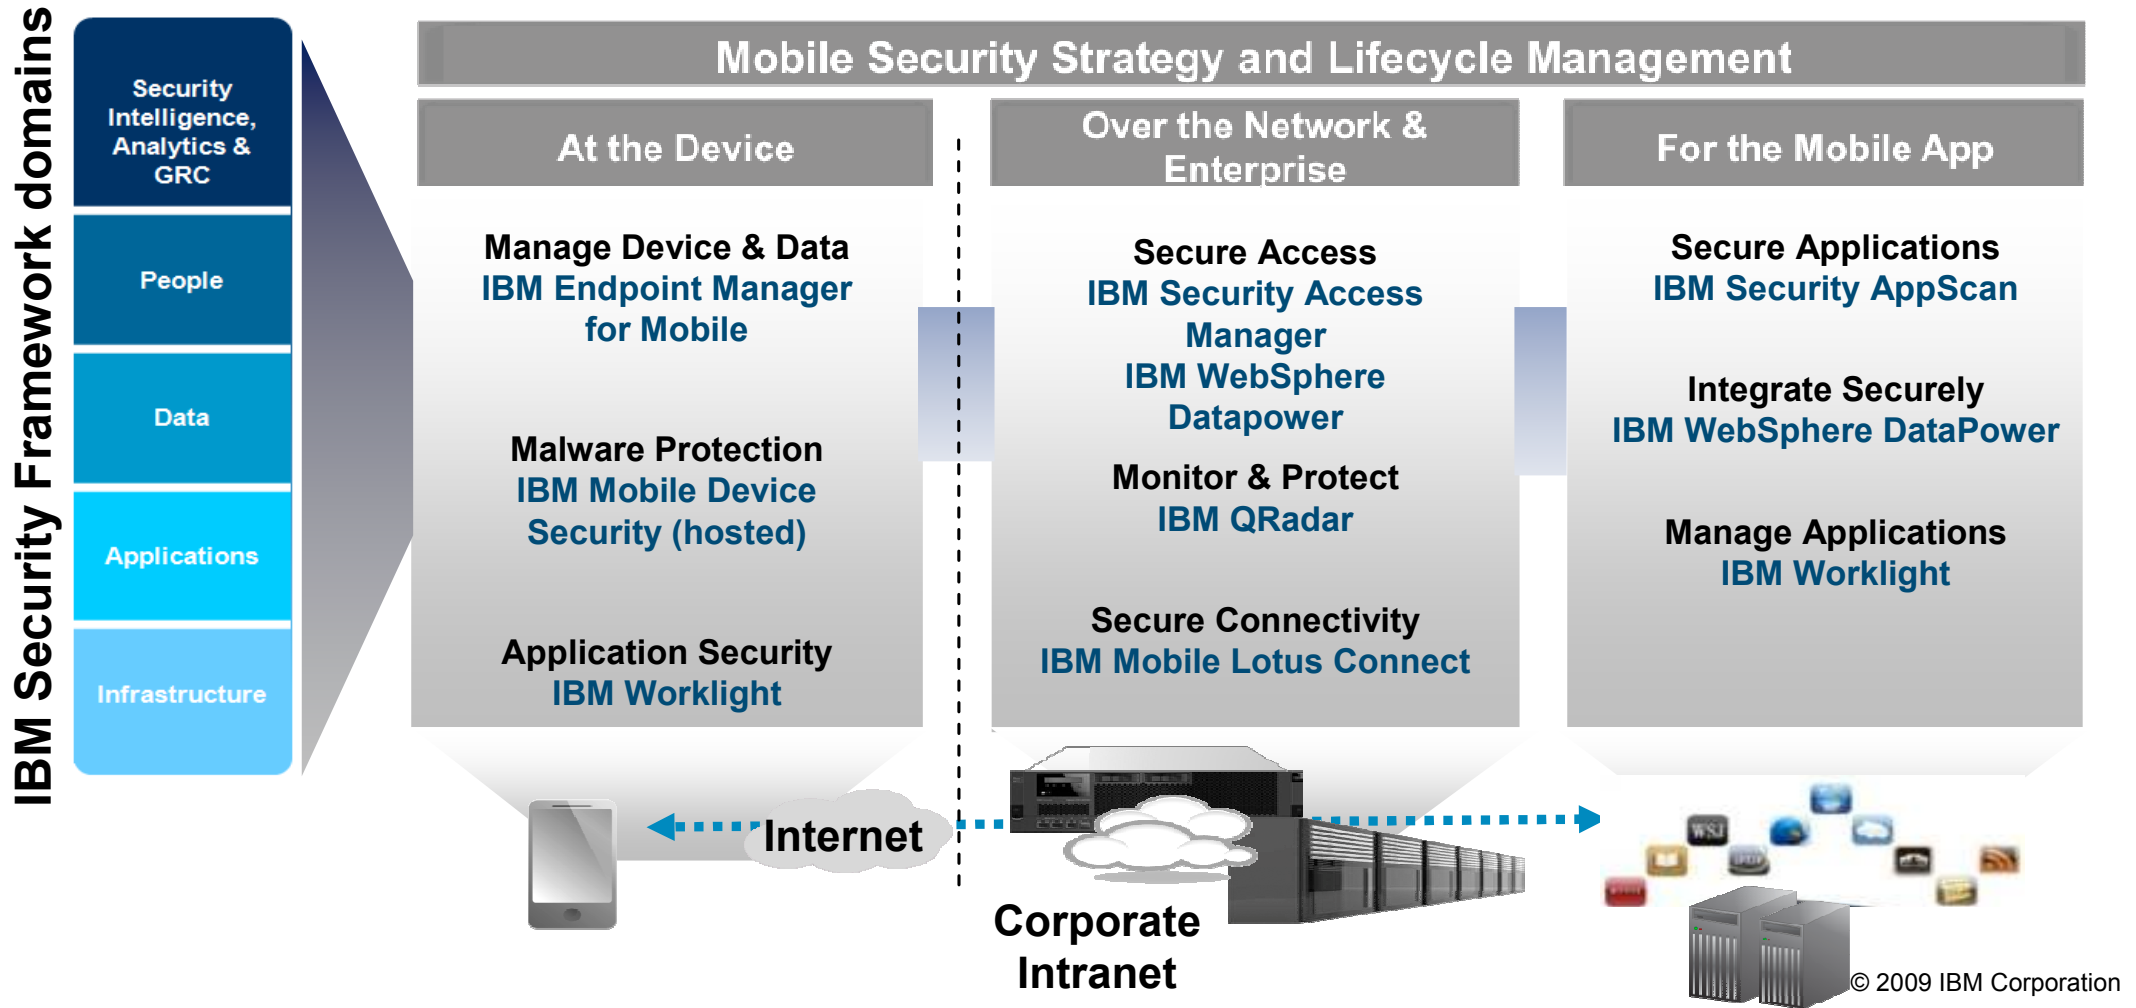 IBM Security Framework domains
Security
Intelligence,
Analytics &
GRC
People
Data
Applications
Infrastructure
Mobile Security Strategy and Lifecycle Management
At the Device
Manage Device & Data
IBM Endpoint Manager
for Mobile
Malware Protection
IBM Mobile Device
Security (hosted)
Application Security
IBM Worklight
Over the Network &
Enterprise
Secure Access
IBM Security Access
Manager
IBM WebSphere
Datapower
Monitor & Protect
IBM QRadar
Secure Connectivity
IBM Mobile Lotus Connect
For the Mobile App
Secure Applications
IBM Security AppScan
Integrate Securely
IBM WebSphere DataPower
Manage Applications
IBM Worklight
Internet
Corporate
Intranet
WSJ
© 2009 IBM Corporation